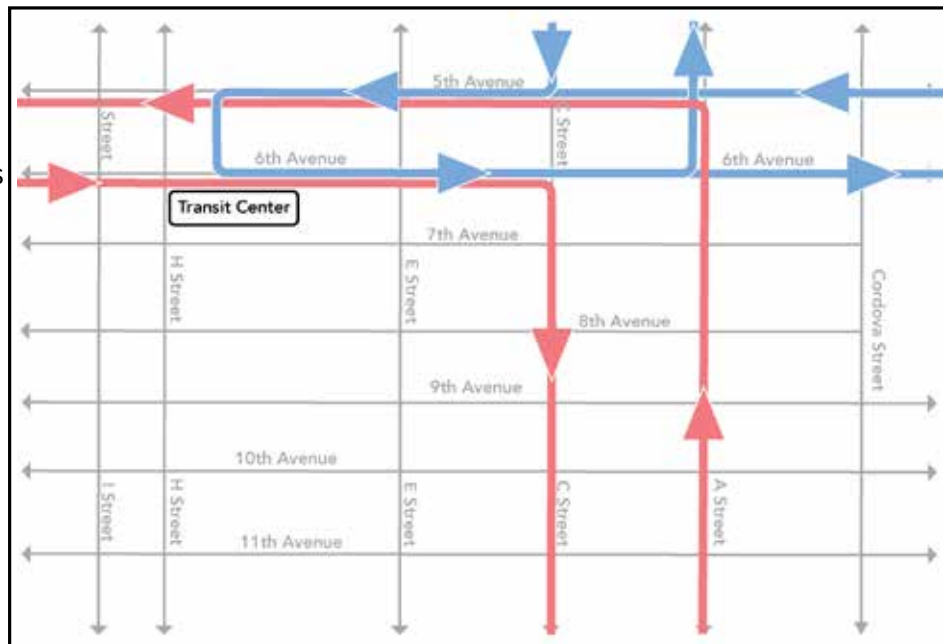 5th Avenue
Street
C Street
6th Avenue
6th Avenue
s
Transit Center
7th Avenue
H Street
E Street
Cordova Street
8th Avenue
9th Avenue
10th Avenue
I Street
H Street
E Street
C Street
A Street
11th Avenue